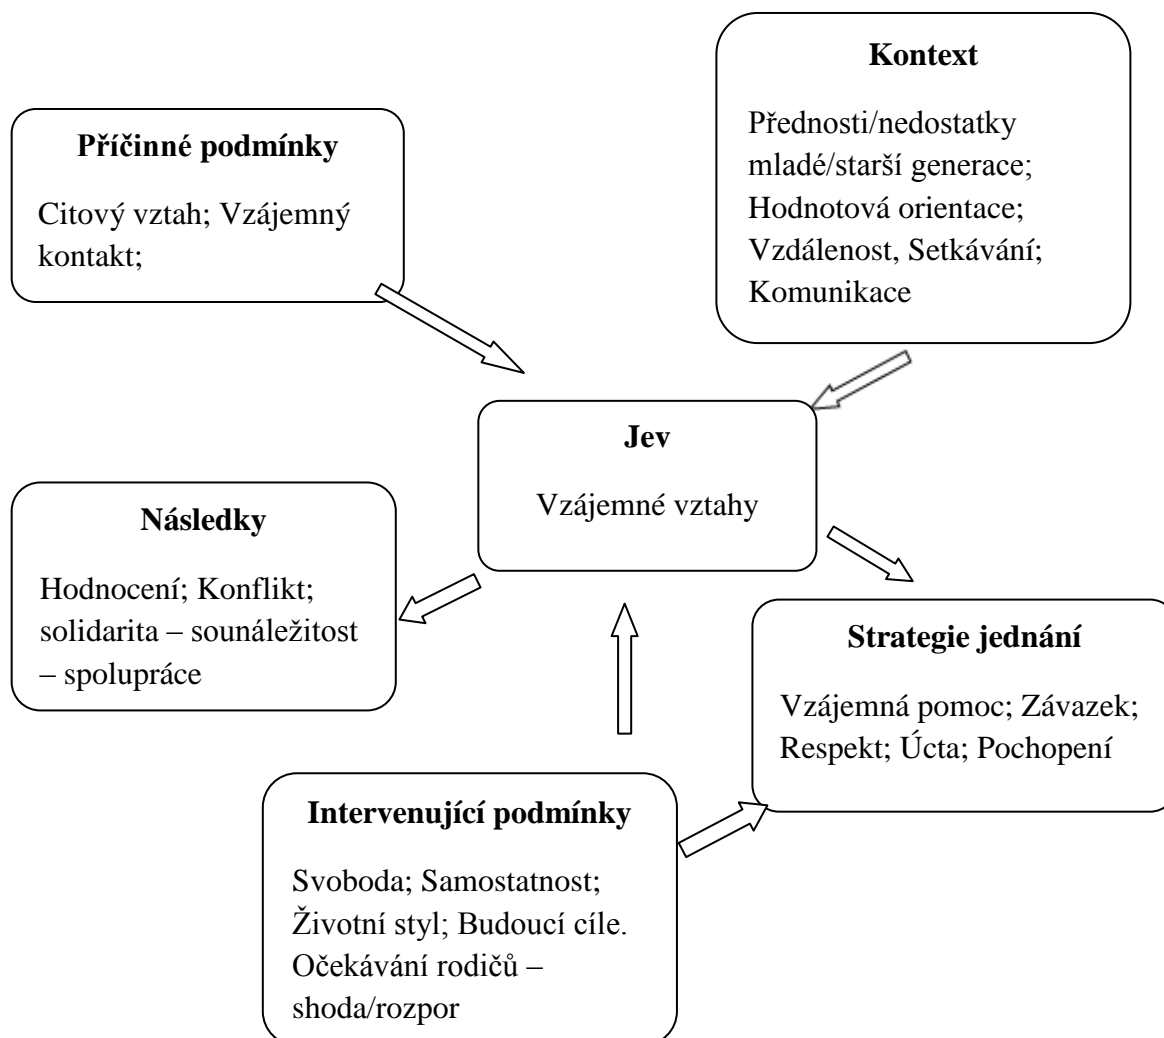 Kontext
Přednosti/nedostatky
mladé/starší generace;
Hodnotová orientace;
Vzdálenost, Setkávání;
Komunikace
Příčinné podmínky
Citový vztah; Vzájemný
kontakt;
Jev
Vzájemné vztahy
Následky
Hodnocení; Konflikt;
solidarita – sounáležitost
– spolupráce
Strategie jednání
Vzájemná pomoc; Závazek;
Respekt; Úcta; Pochopení
Intervenující podmínky
Svoboda; Samostatnost;
Životní styl; Budoucí cíle.
Očekávání rodičů –
shoda/rozpor